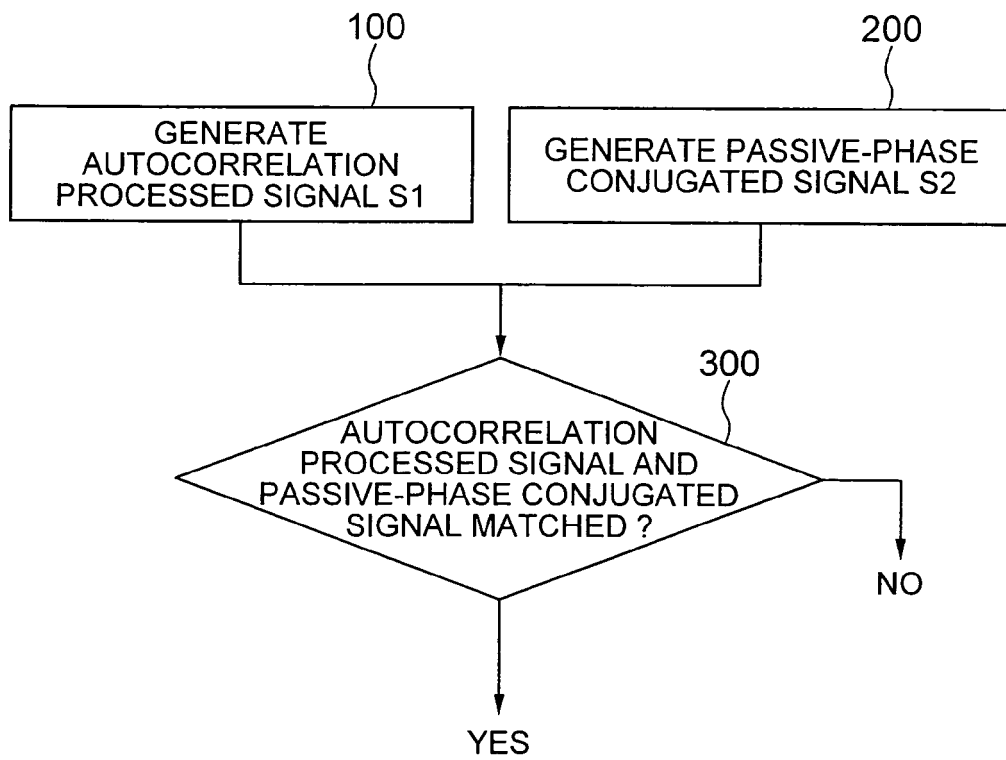 100
200
GENERATE
AUTOCORRELATION
PROCESSED SIGNAL S1
GENERATE PASSIVE-PHASE
CONJUGATED SIGNAL S2
300
AUTOCORRELATION
PROCESSED SIGNAL AND
PASSIVE-PHASE CONJUGATED
SIGNAL MATCHED ?
NO
YES